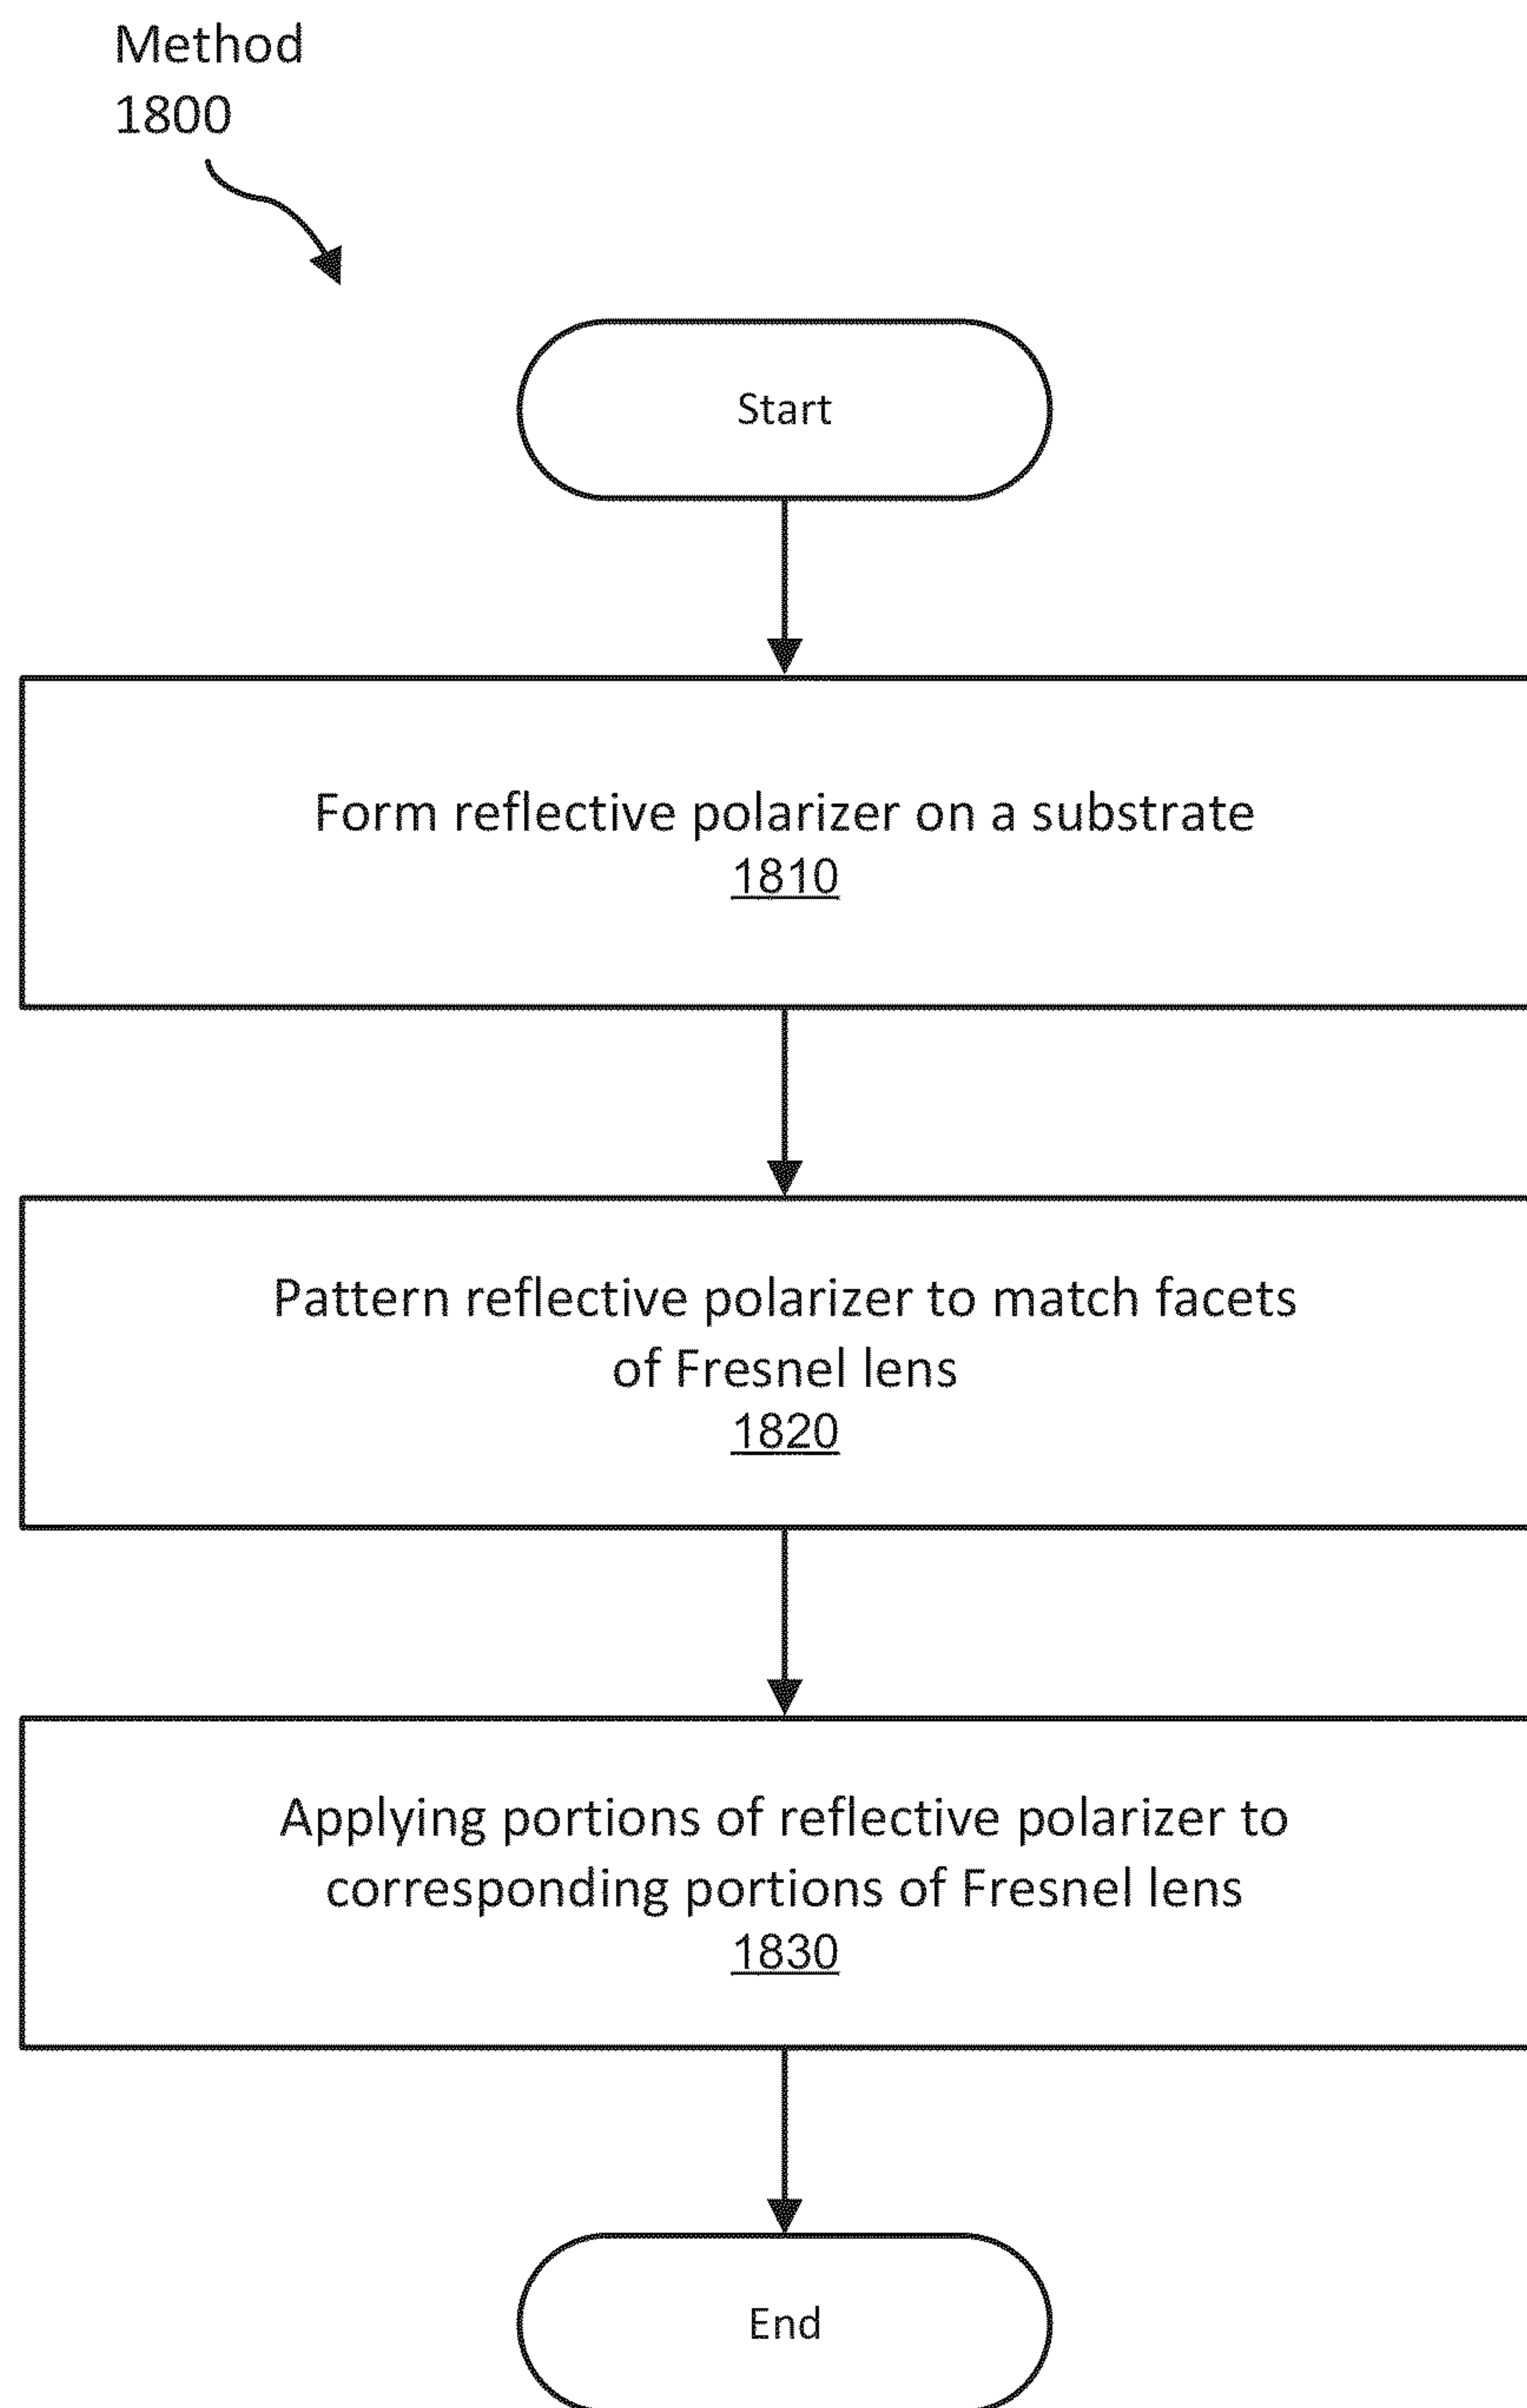 Method
1800
Start
Form reflective polarizer on a substrate
1810
Pattern reflective polarizer to match facets
of Fresnel lens
1820
Applying portions of reflective polarizer to
corresponding portions of Fresnel lens
1830
End